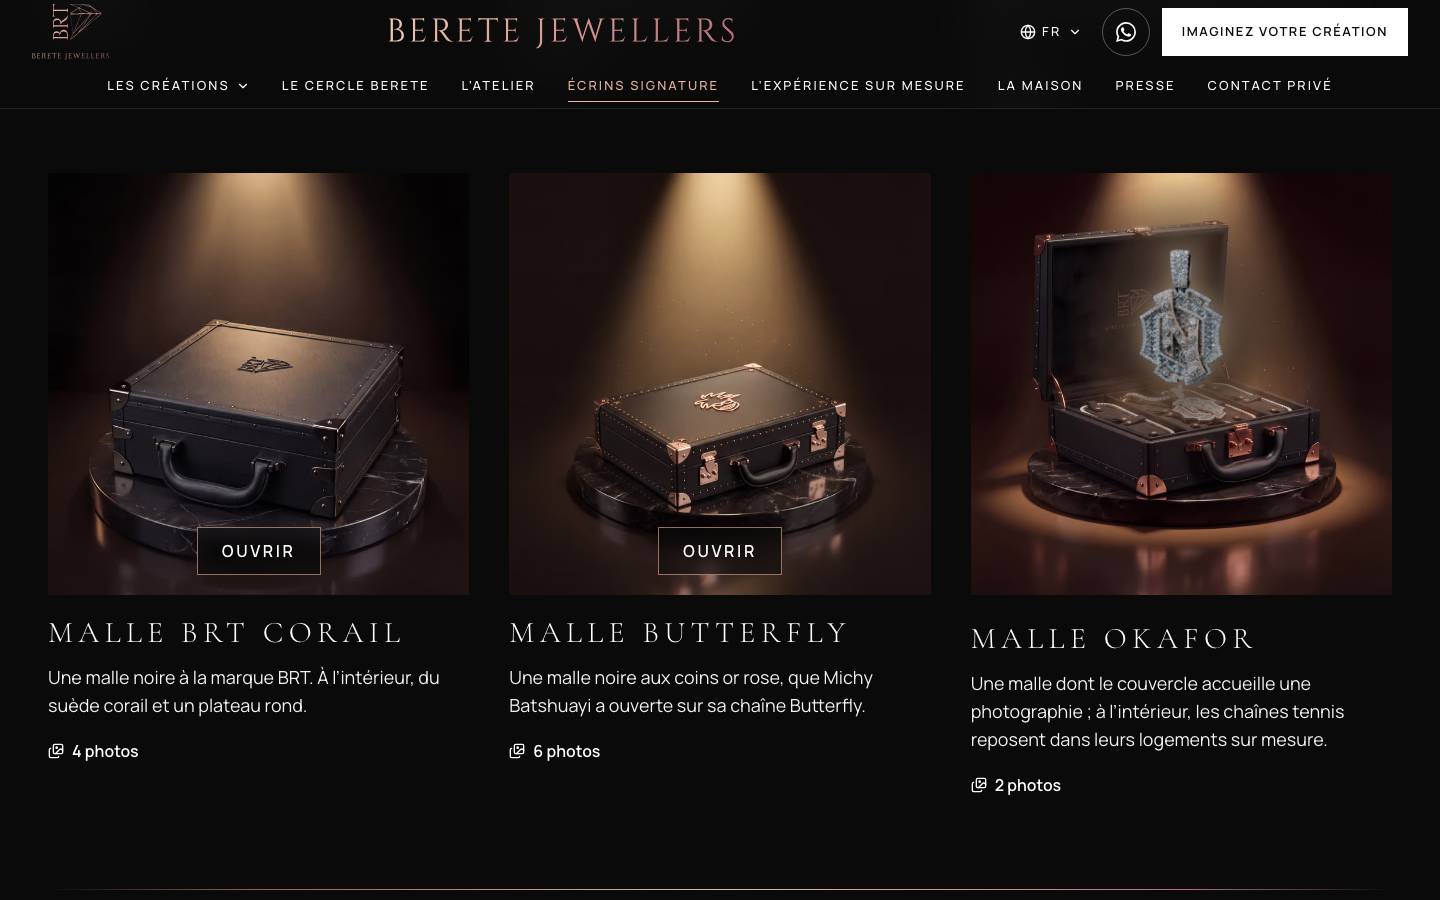 BRT
BERETE JEWELLERS
BERETE JEWELLERS
FR
IMAGINEZ VOTRE CRÉATION
LES CRÉATIONS
LE CERCLE BERETE
L'ATELIER
ÉCRINS SIGNATURE
L'EXPÉRIENCE SUR MESURE
LA MAISON
PRESSE
CONTACT PRIVÉ
BRT
N
OUVRIR
OUVRIR
MALLE BRT CORAIL
Une malle noire à la marque BRT. À l'intérieur, du
suède corail et un plateau rond.
4 photos
MALLE BUTTERFLY
Une malle noire aux coins or rose, que Michy
Batshuayi a ouverte sur sa chaîne Butterfly.
6 photos
MALLE OKAFOR
Une malle dont le couvercle accueille une
photographie ; à l'intérieur, les chaînes tennis
reposent dans leurs logements sur mesure.
2 photos